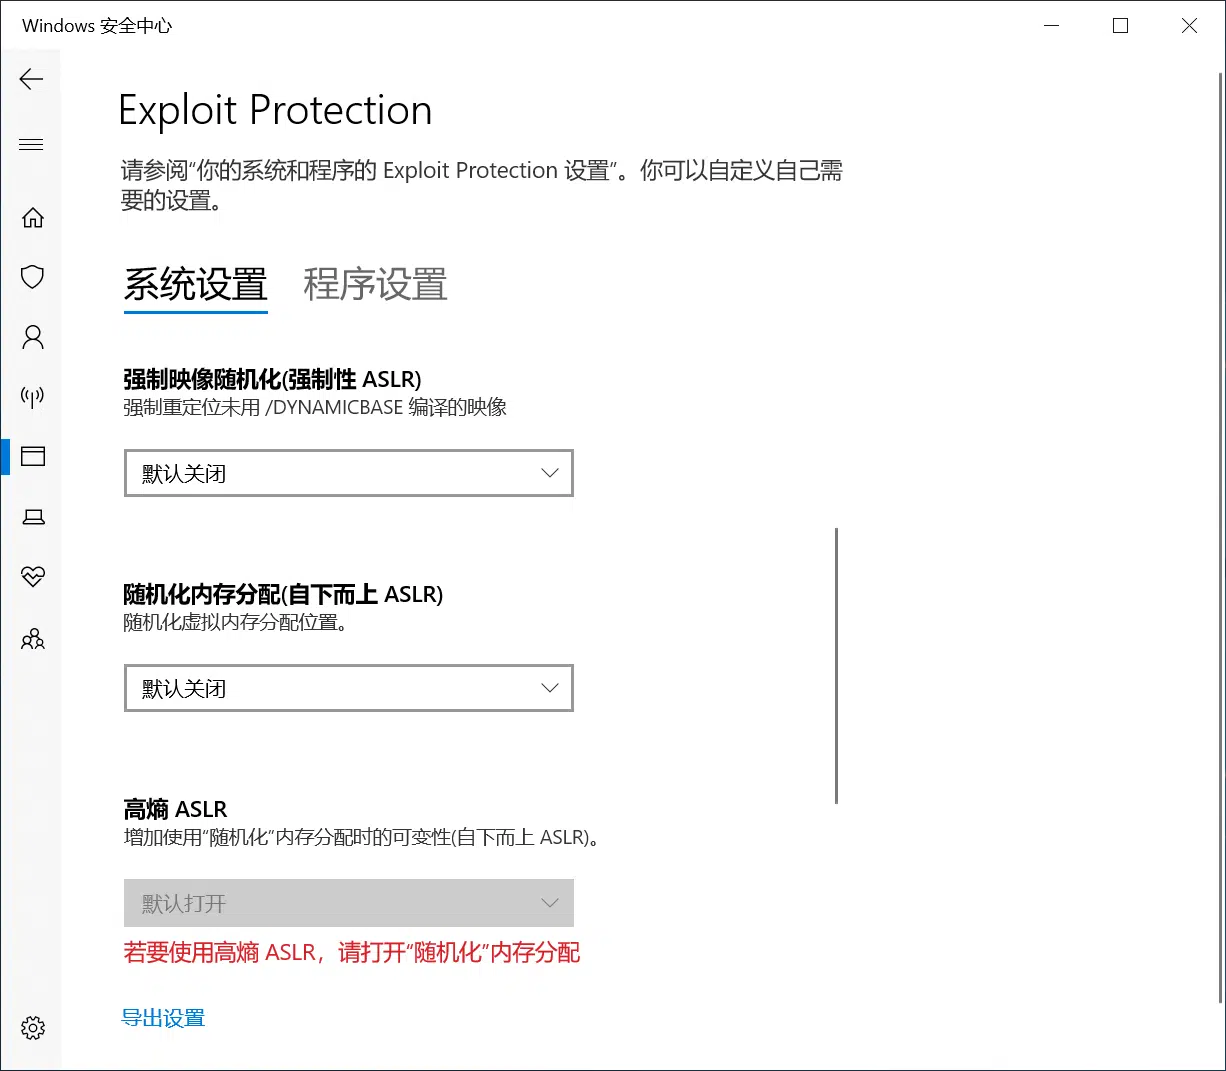 Windows 安全中心
Exploit Protection
请参阅“你的系统和程序的 Exploit Protection 设置”。你可以自定义自己需
要的设置。
系统设置 程序设置
强制映像随机化(强制性 ASLR)
强制重定位未用 /DYNAMICBASE 编译的映像
默认关闭
随机化内存分配(自下而上 ASLR)
随机化虚拟内存分配位置。
默认关闭
高熵 ASLR
增加使用“随机化”内存分配时的可变性(自下而上 ASLR)。
默认打开
若要使用高熵 ASLR，请打开“随机化”内存分配
导出设置